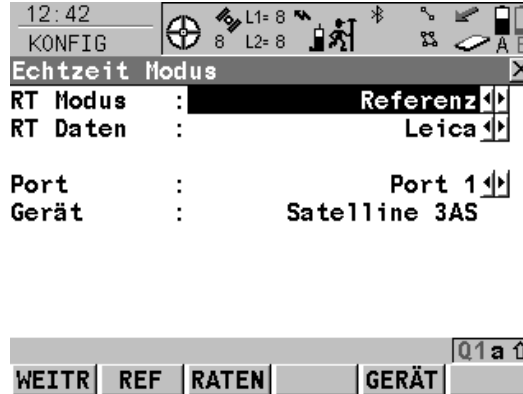 12:42
KONFIG
8
L1= 8
L2= 8
A
Echtzeit Modus
RT Modus : Referenz
RT Daten : Leica
Port : Port 1
Gerät : Satelline 3AS
Q1 a
WEITR REF RATEN GERÄT